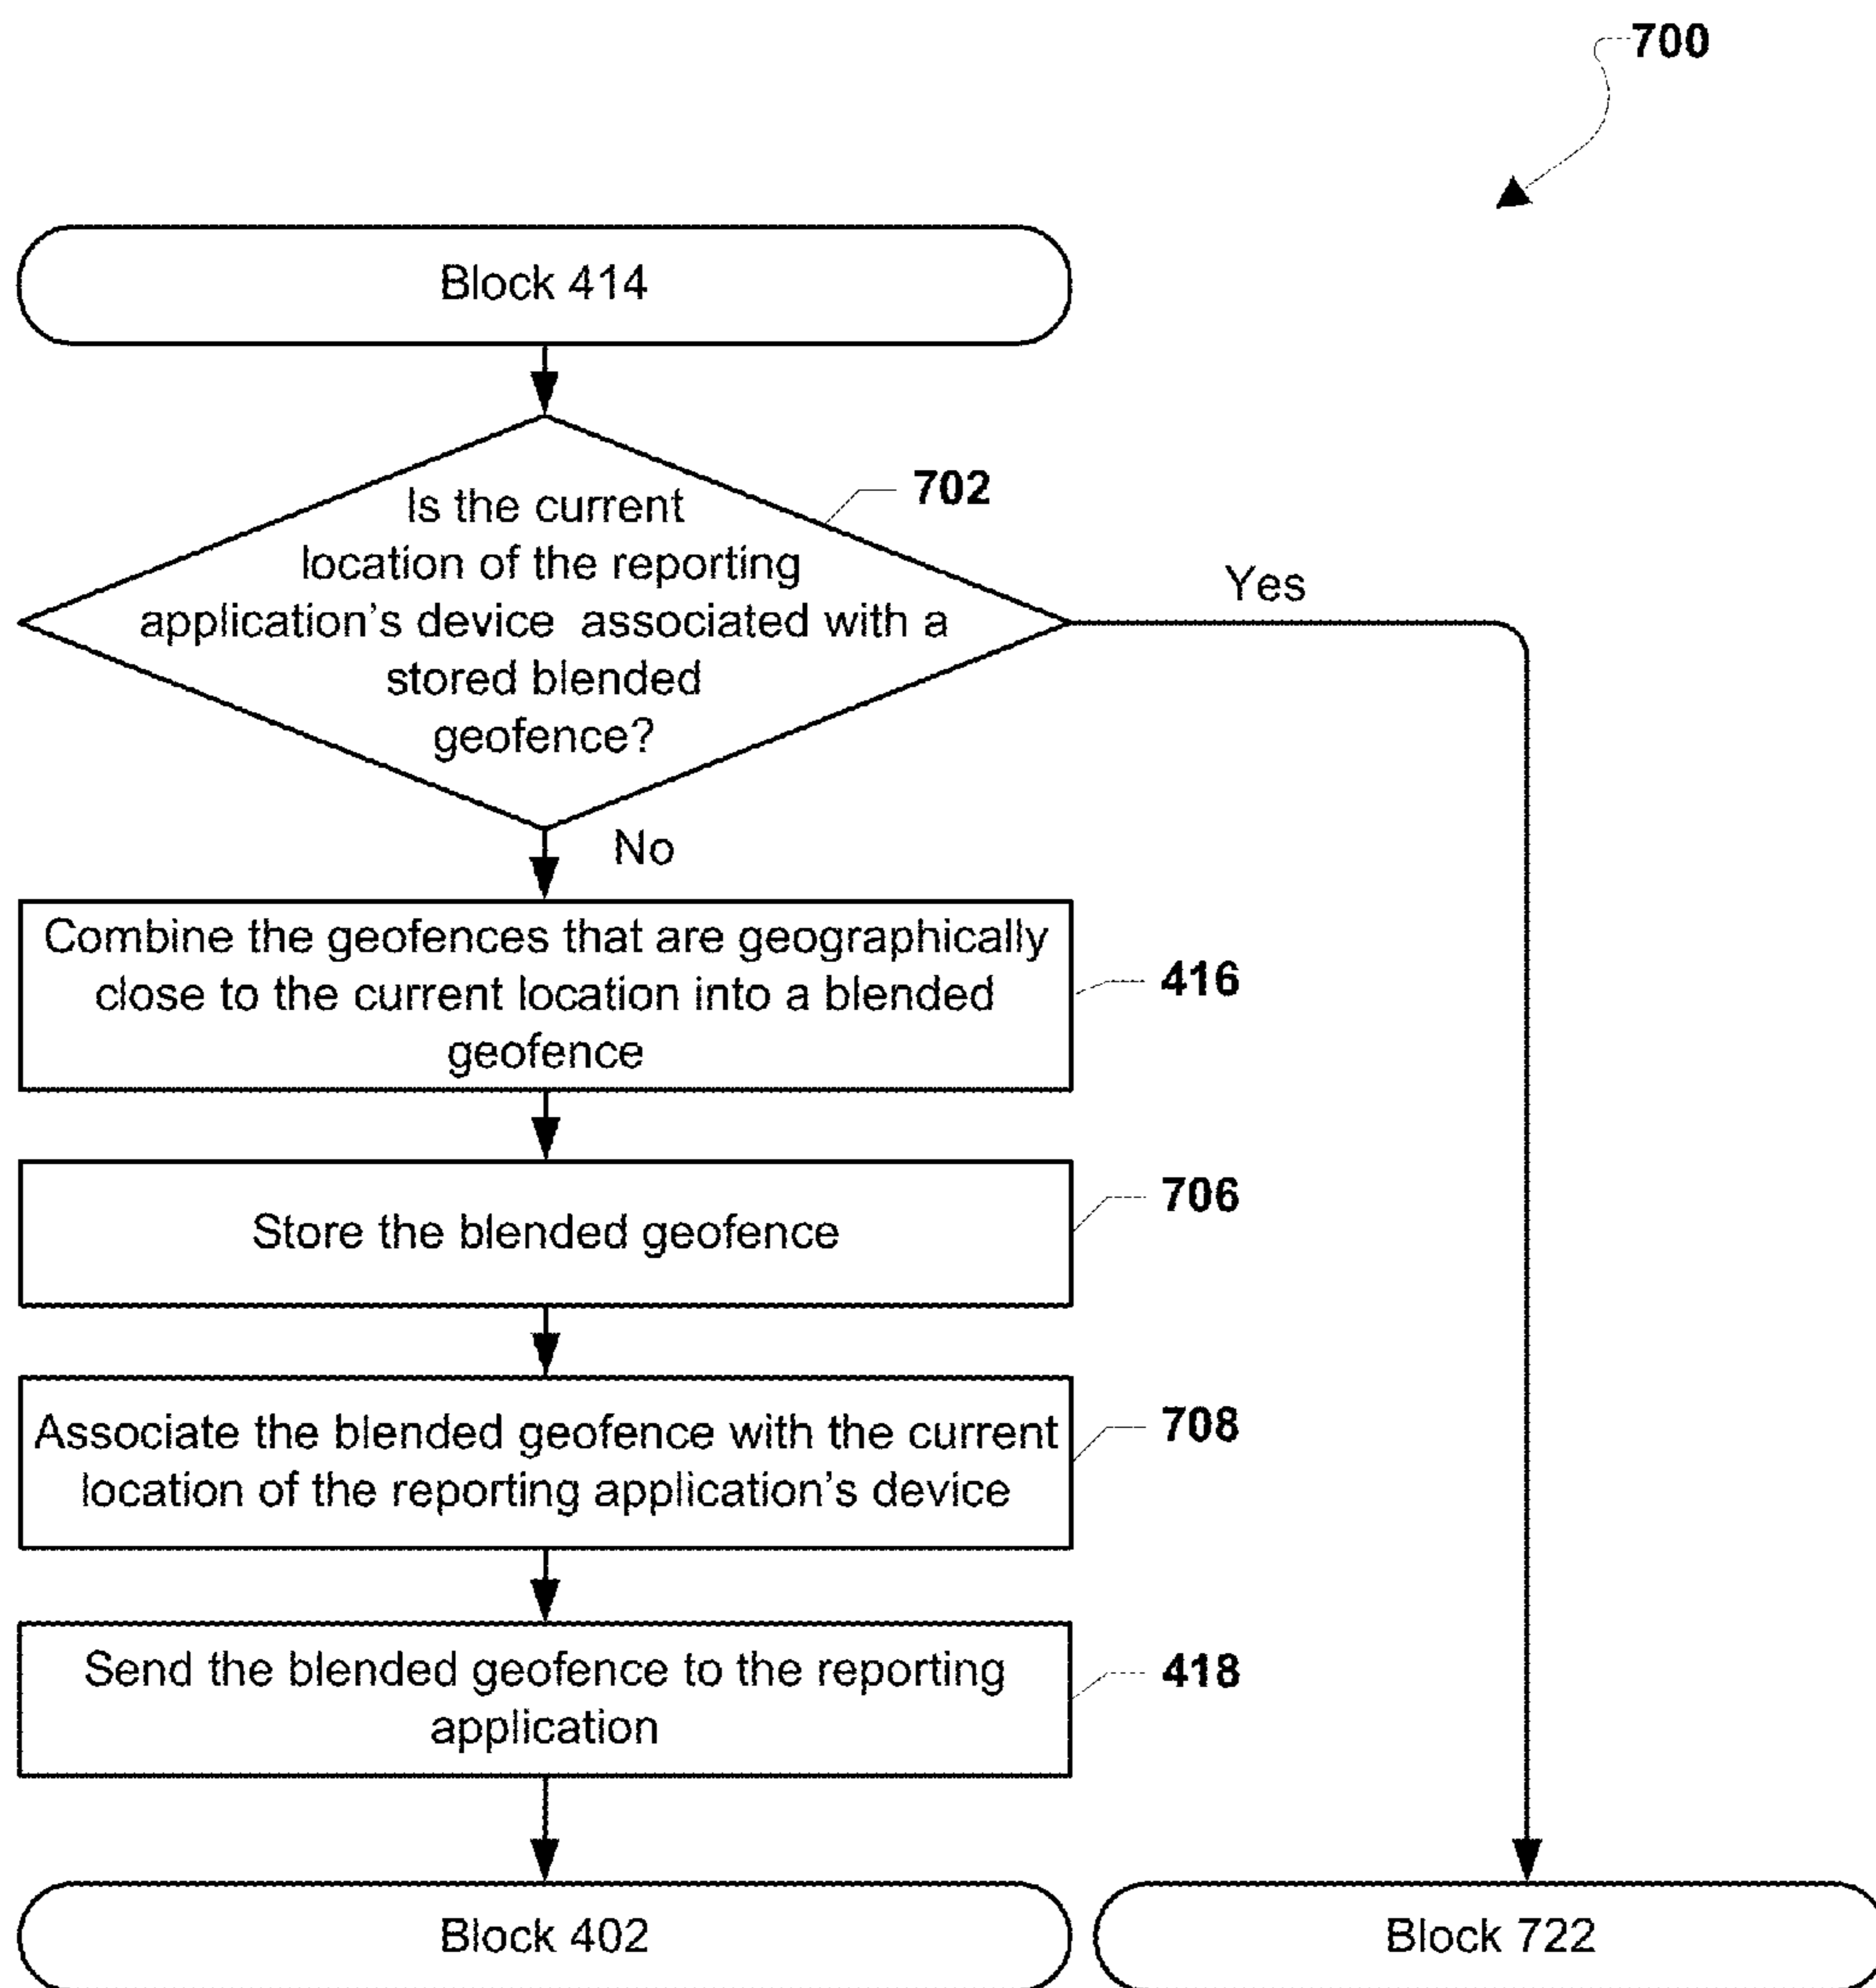 700
Block 414
Is the current
location of the reporting
application's device associated with a
stored blended
geofence?
702
Yes
No
Combine the geofences that are geographically
close to the current location into a blended
geofence
416
Store the blended geofence
706
Associate the blended geofence with the current
location of the reporting application's device
708
Send the blended geofence to the reporting
application
418
Block 402
Block 722